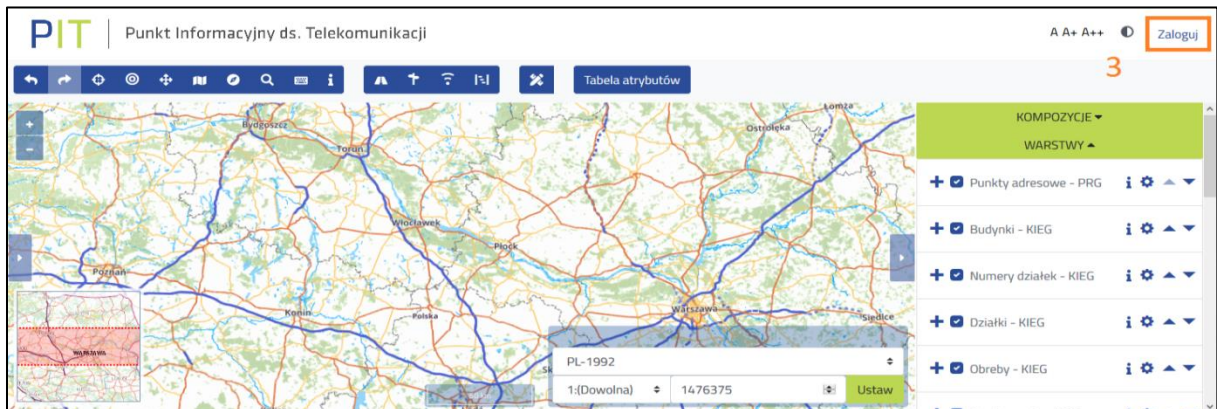 PIT | Punkt Informacyjny ds. Telekomunikacji
A A+ A++
Zaloguj
3
Tabela atrybutów
KOMPOZYCJE
WARSTWY
Punkty adresowe - PRG
Budynki - KIEG
Numery działek - KIEG
Działki - KIEG
Obreby - KIEG
Bydgoszcz
Toruń
Włocławek
Płock
Poznań
Konin
Polska
Ostrołęka
Łomża
Warszawa
Siedlce
WARSZAWA
PL-1992
1:(Dowolna)
1476375
Ustaw